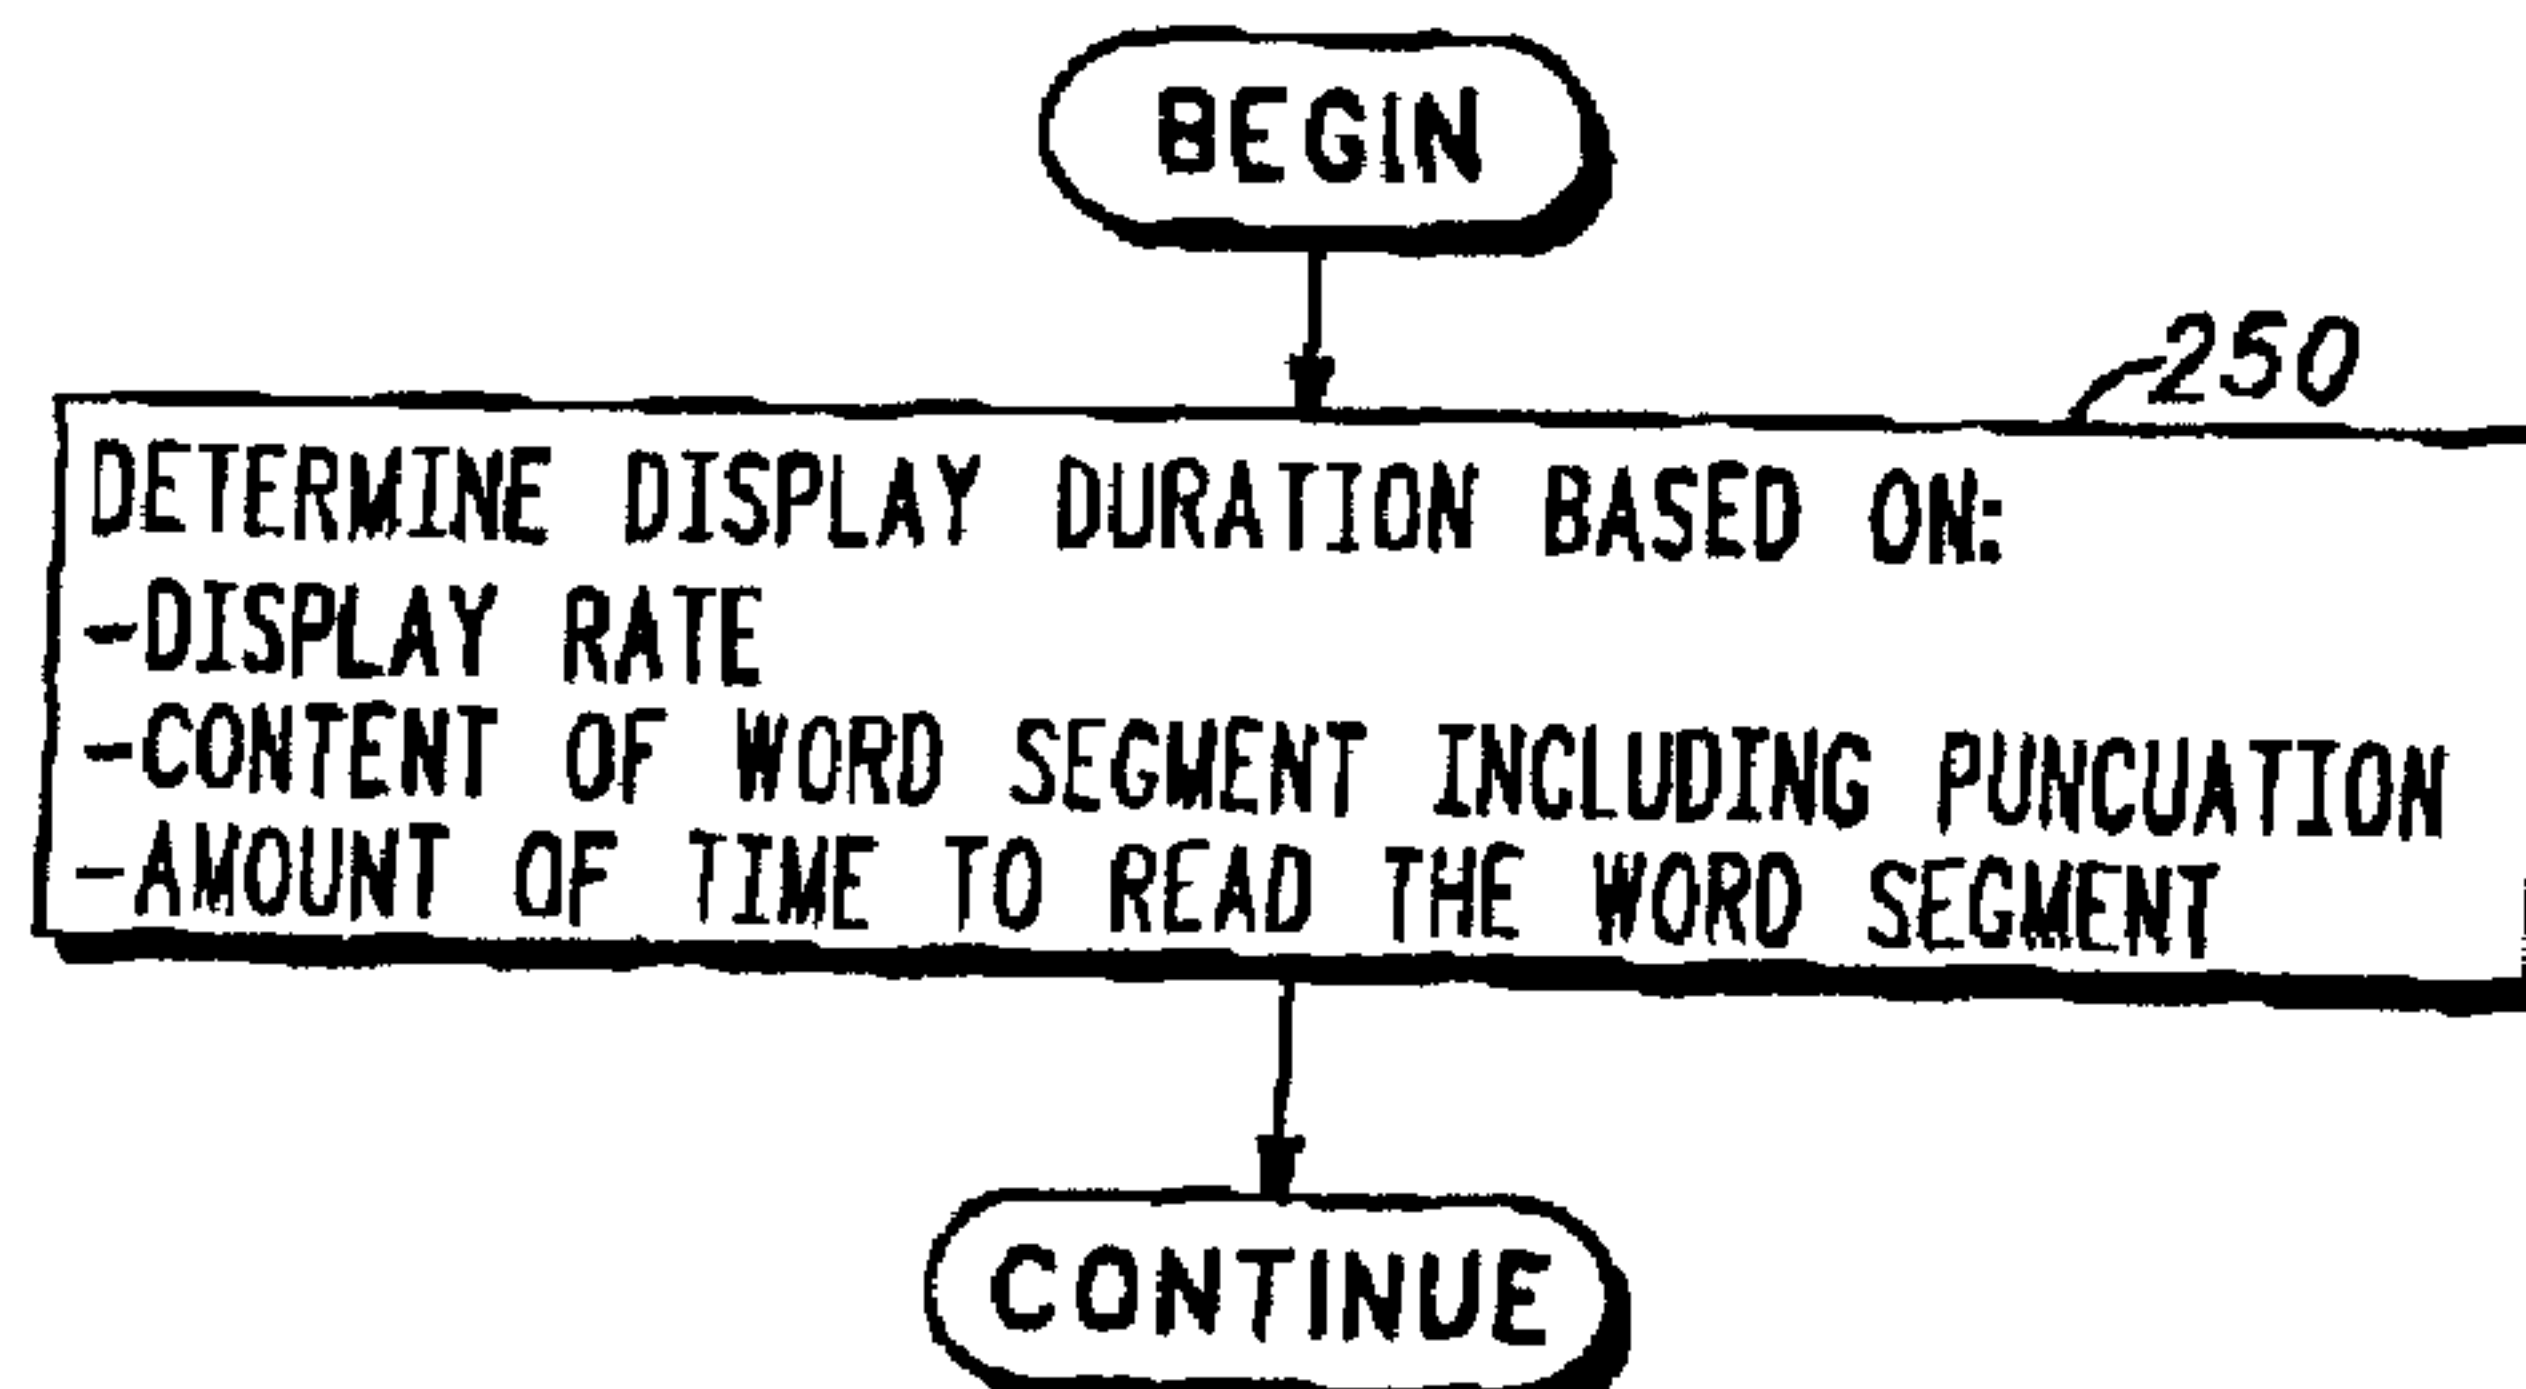 BEGIN
250
DETERMINE DISPLAY DURATION BASED ON:
-DISPLAY RATE
-CONTENT OF WORD SEGMENT INCLUDING PUNCUATION
-AMOUNT OF TIME TO READ THE WORD SEGMENT
CONTINUE